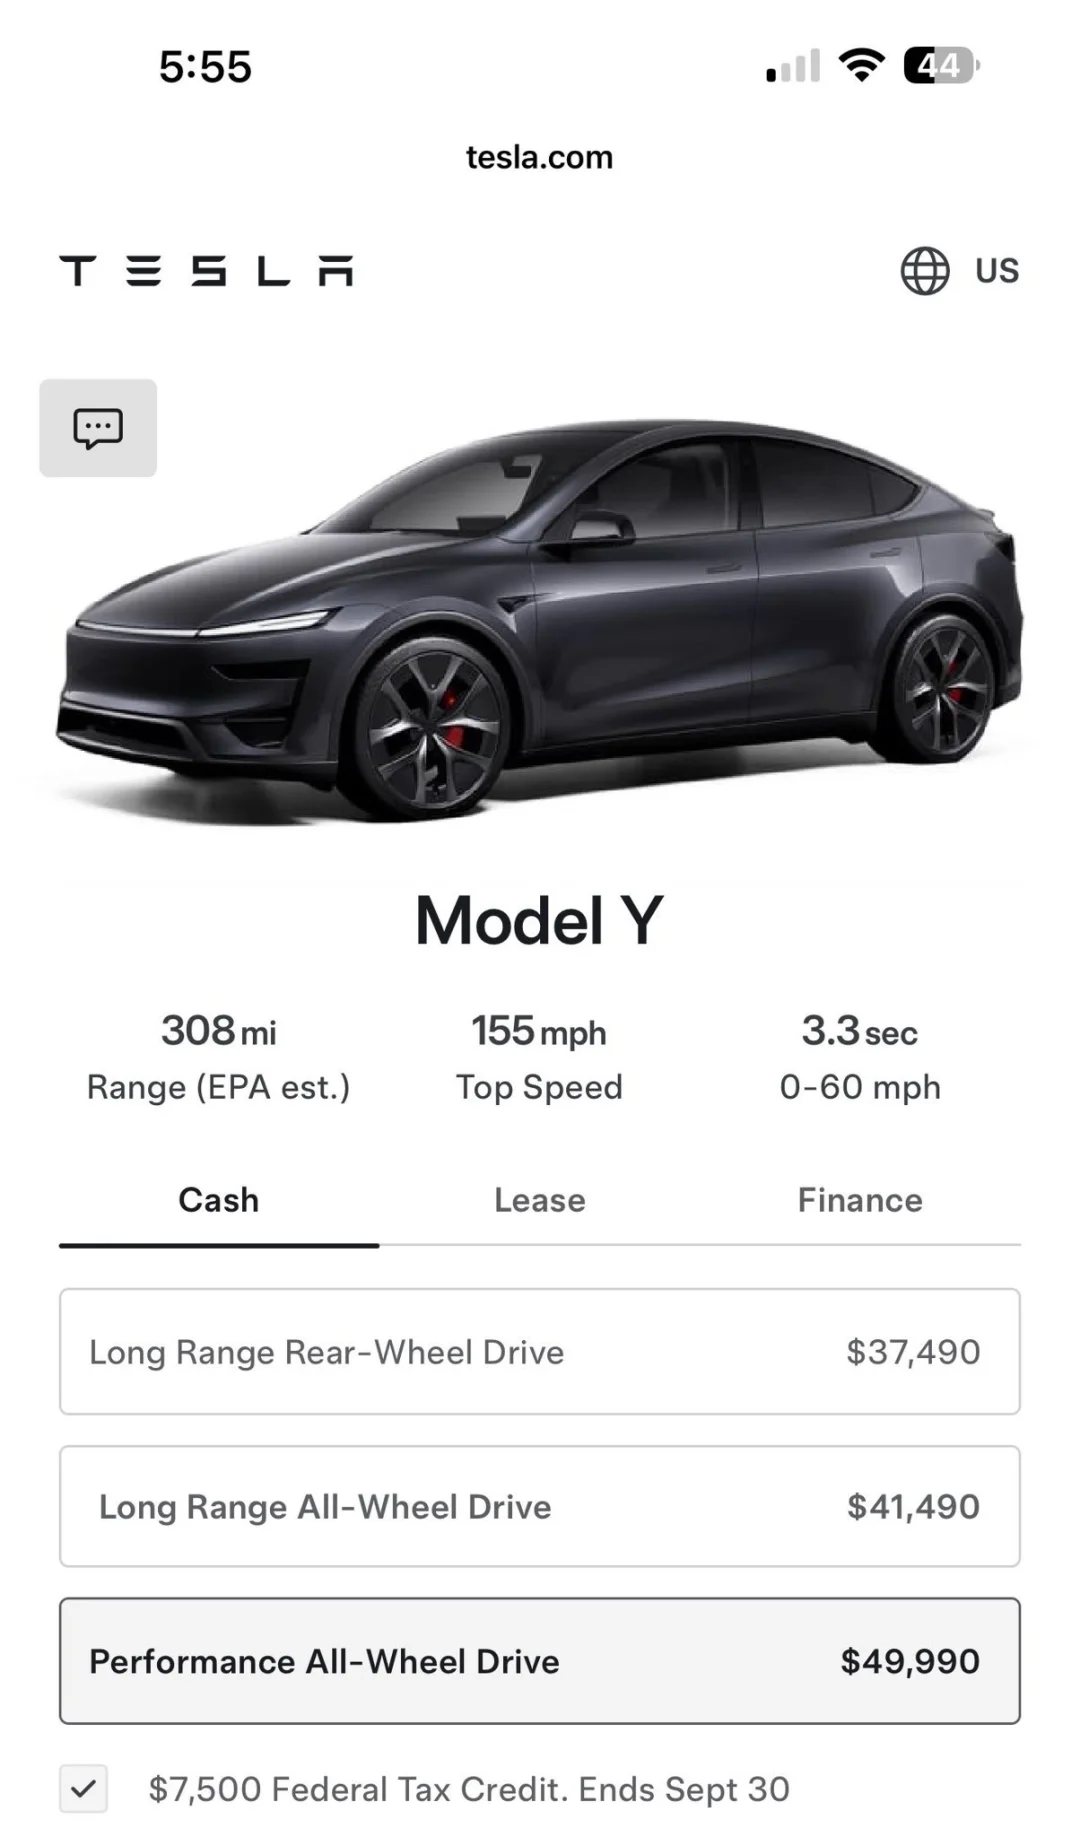 5:55
44
tesla.com
TESLA
US
Model Y
308 mi
Range (EPA est.)
155 mph
Top Speed
3.3 sec
0-60 mph
Cash
Lease
Finance
Long Range Rear-Wheel Drive
$37,490
Long Range All-Wheel Drive
$41,490
Performance All-Wheel Drive
$49,990
$7,500 Federal Tax Credit. Ends Sept 30